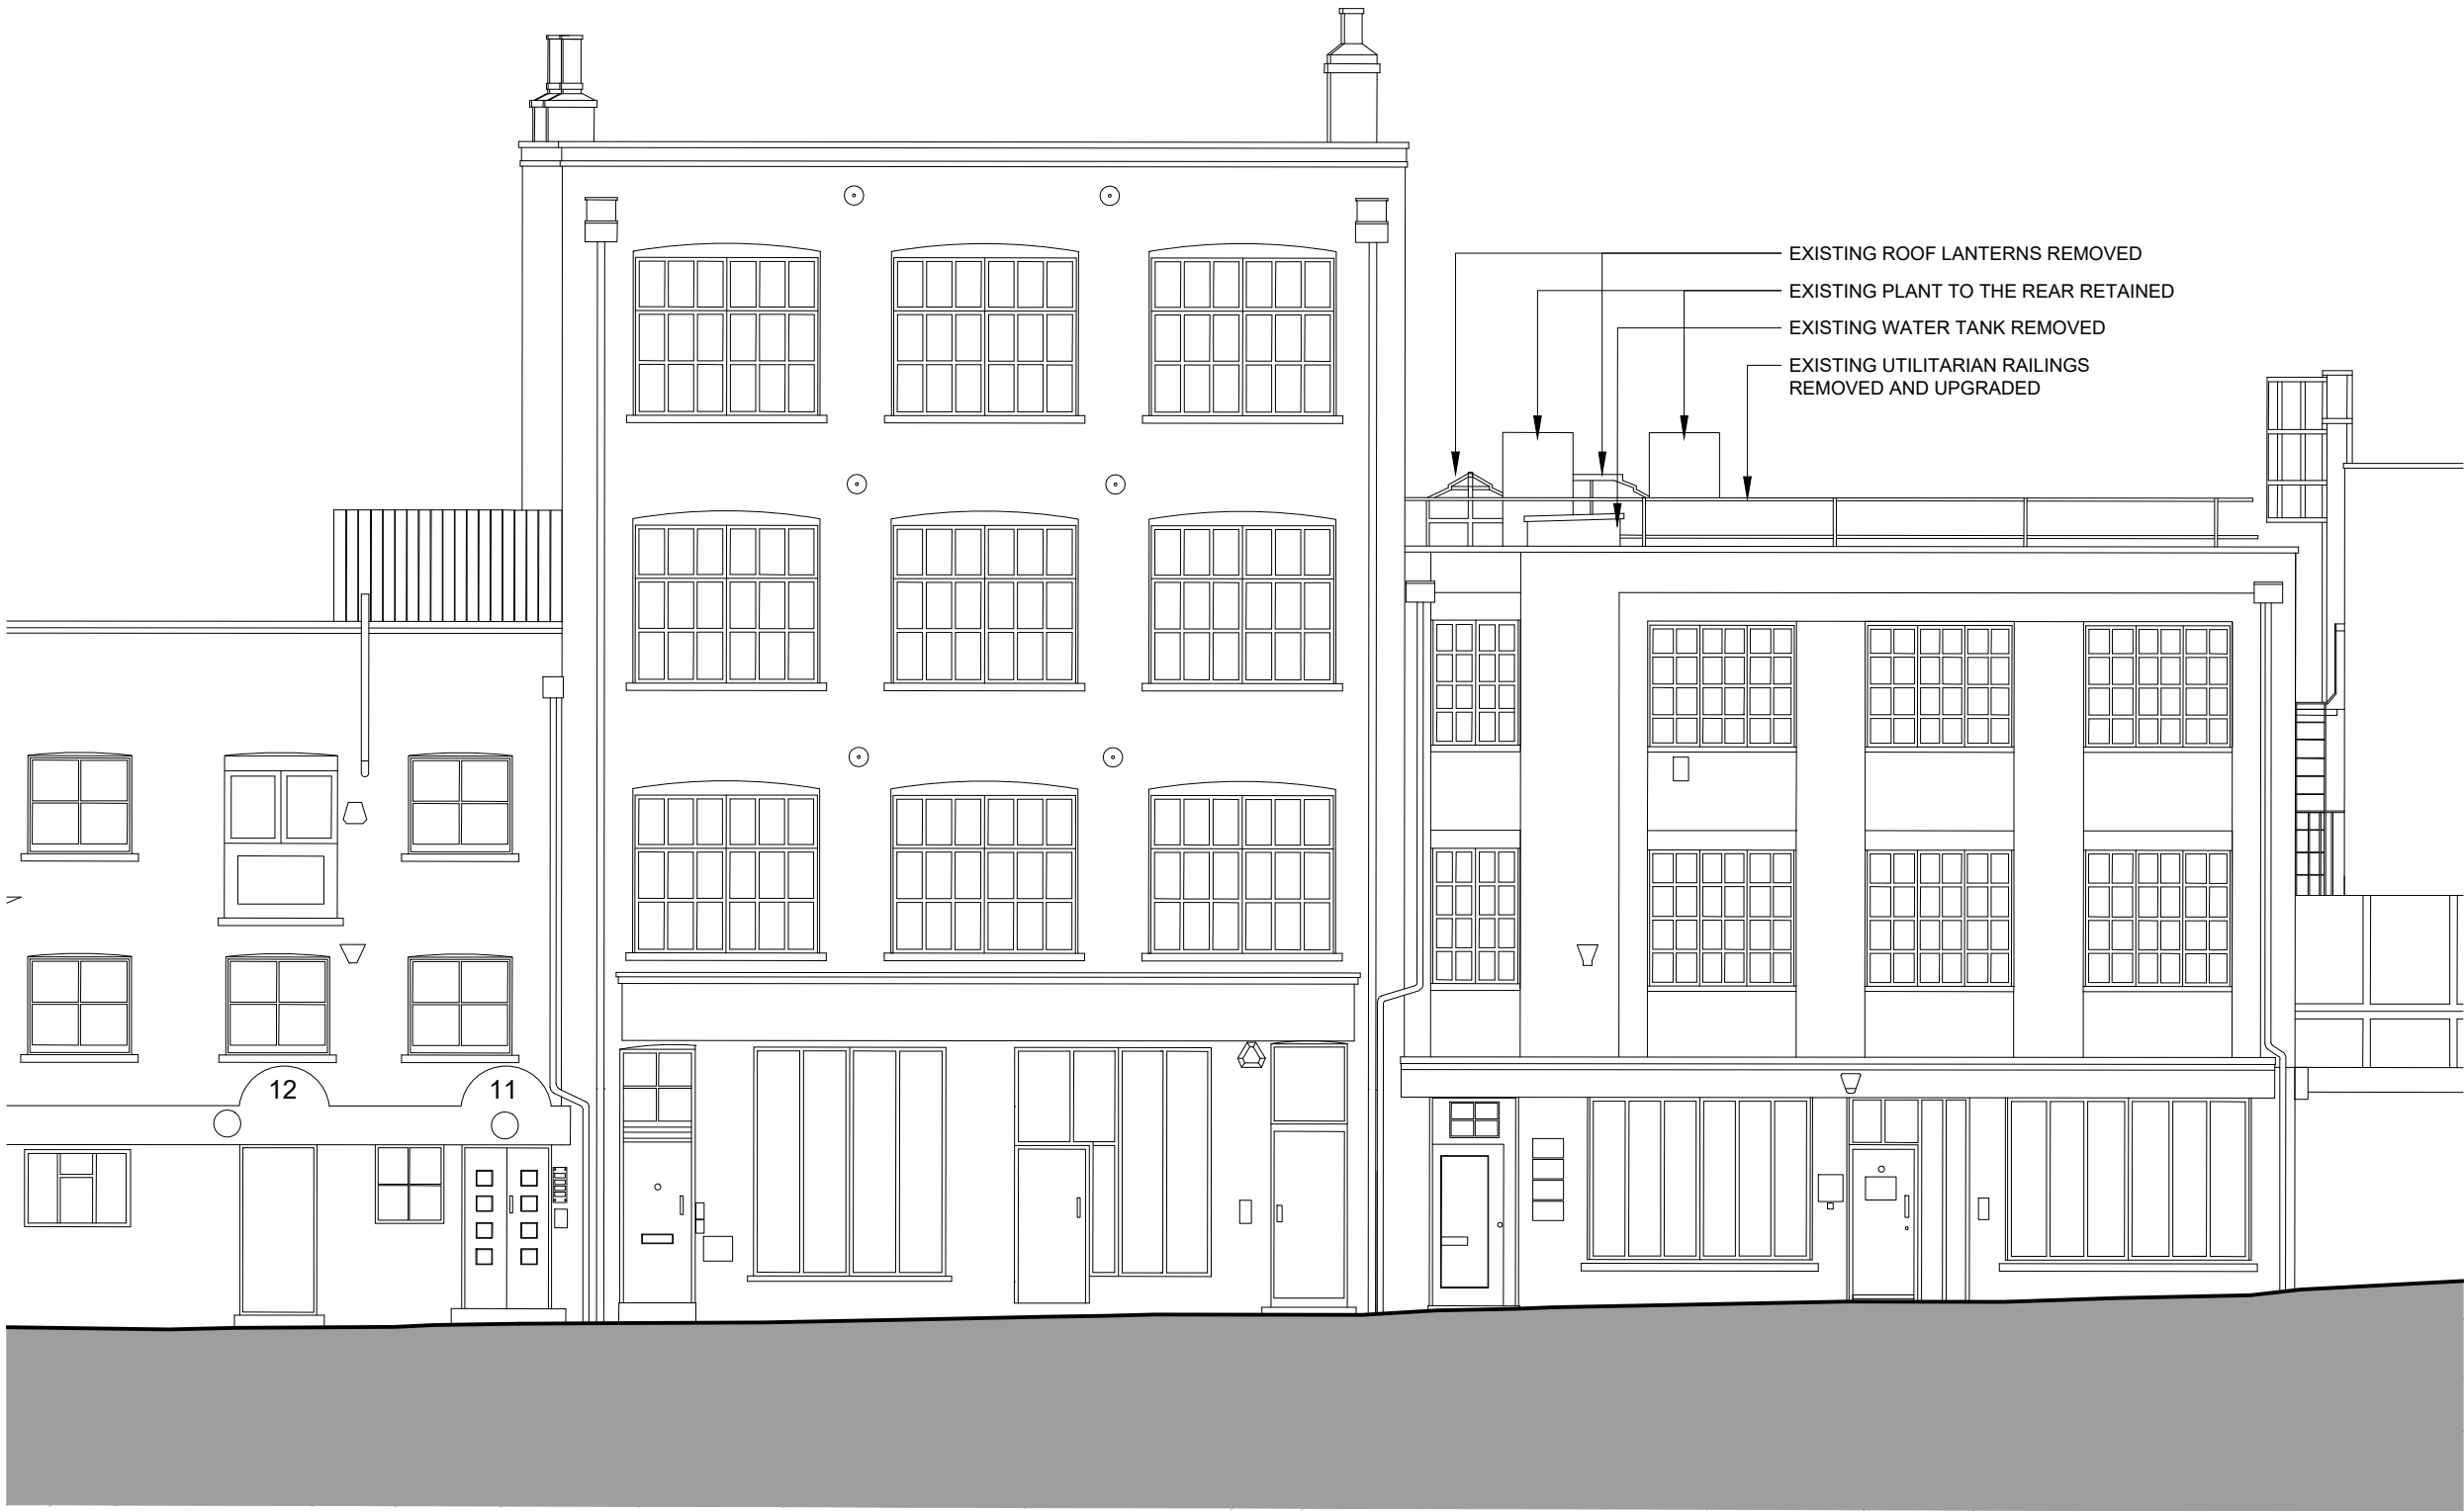 EXISTING ROOF LANTERNS REMOVED
EXISTING PLANT TO THE REAR RETAINED
EXISTING WATER TANK REMOVED
EXISTING UTILITARIAN RAILINGS
REMOVED AND UPGRADED
12
11